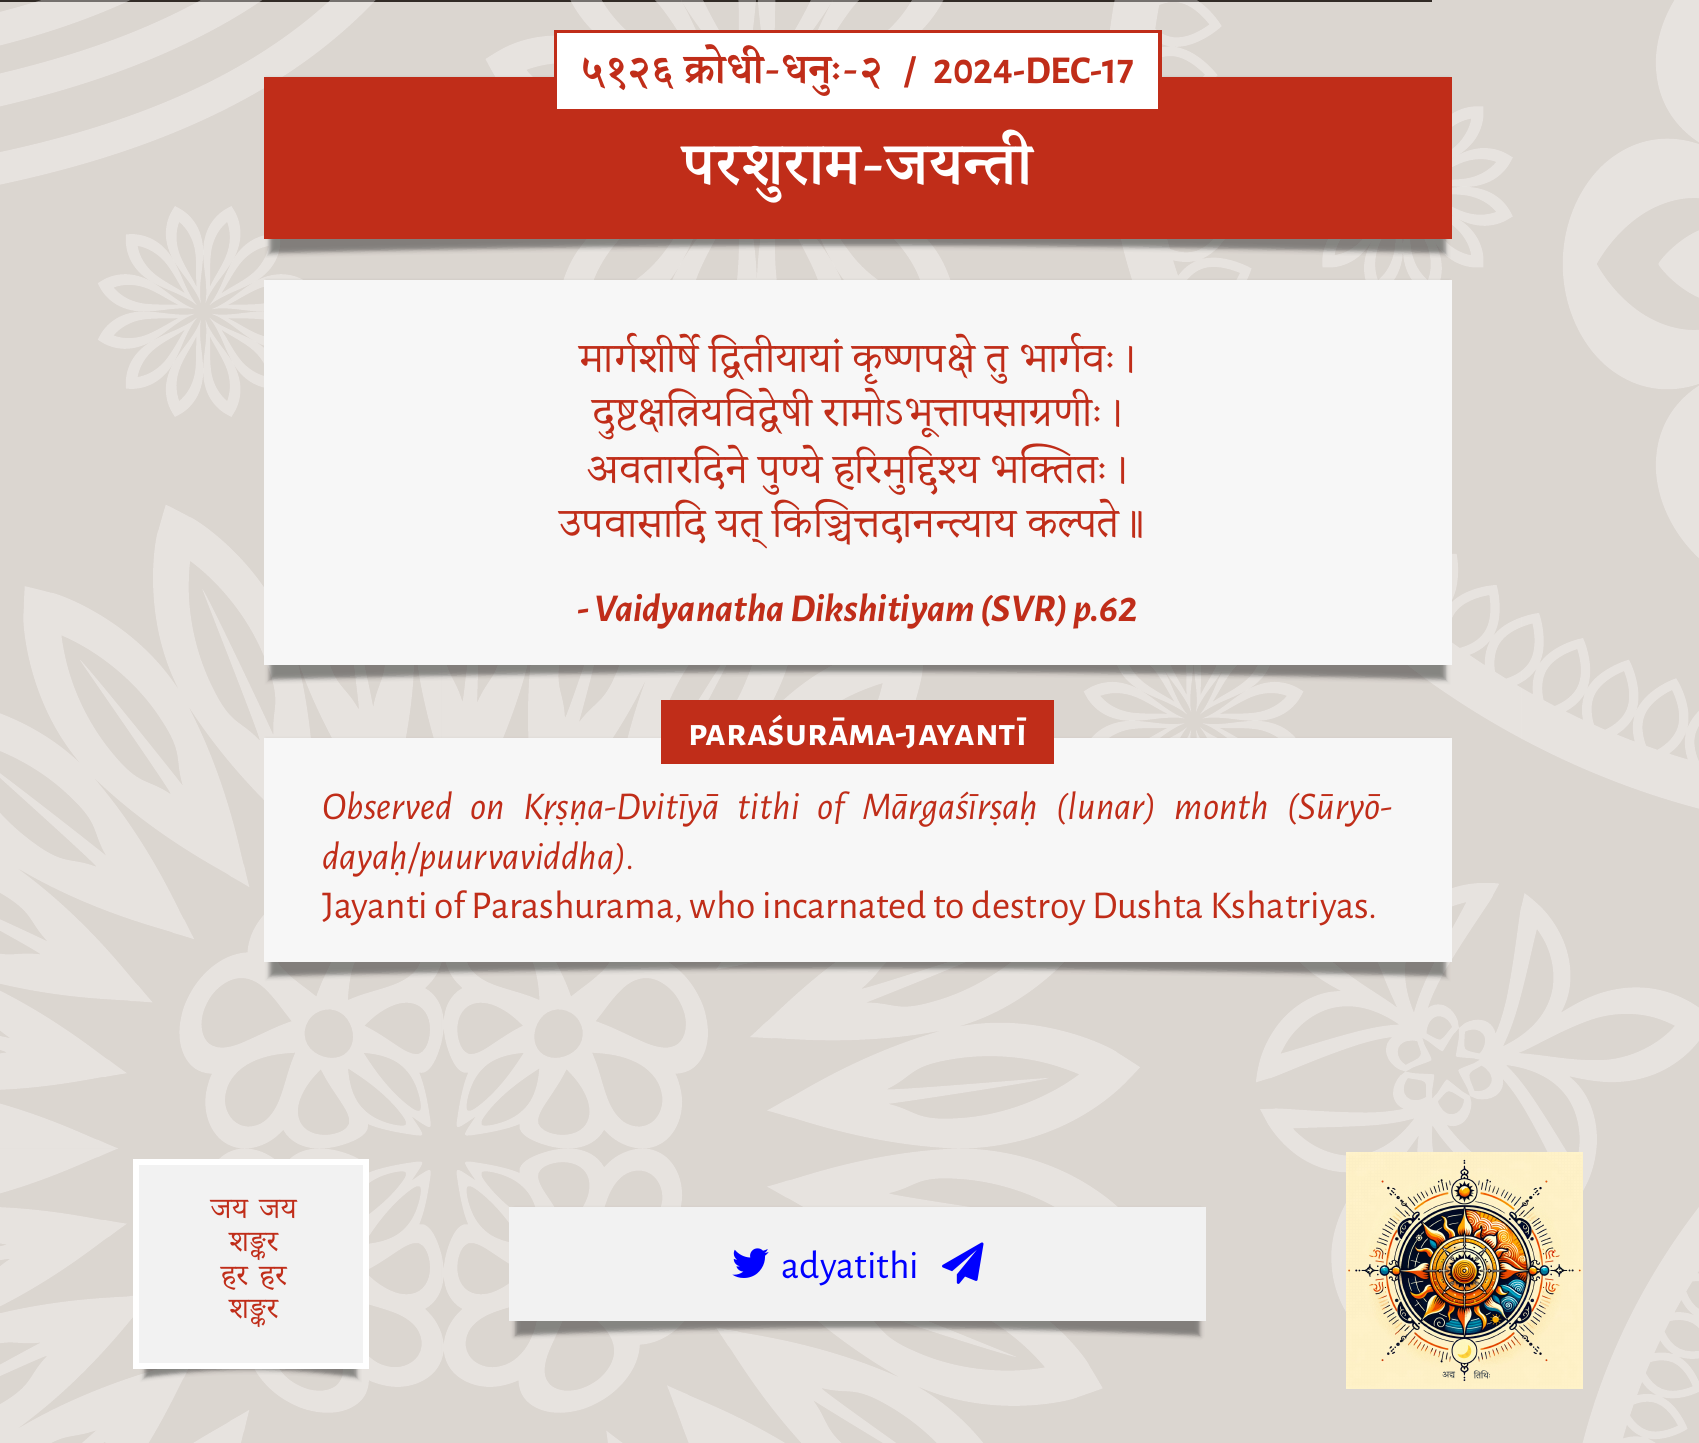 ५१२६ क्रोधी-धनुः-२ / 2024-DEC-17
परशुराम-जयन्ती
मार्गशीर्षे द्वितीयायां कृष्णपक्षे तु भार्गवः।
दुष्टक्षत्रियविद्वेषी रामोऽभूत्तापसाग्रणीः।
अवतारदिने पुण्ये हरिमुद्दिश्य भक्तितः।
उपवासादि यत् किञ्चित्तदानन्त्याय कल्पते॥
- Vaidyanatha Dikshitiyam (SVR) p.62
PARAŚURĀMA-JAYANTĪ
Observed on Kṛṣṇa-Dvitīyā tithi of Mārgaśīrṣaḥ (lunar) month (Sūryō-
dayaḥ/puurvaviddha).
Jayanti of Parashurama, who incarnated to destroy Dushta Kshatriyas.
जय जय
शङ्कर
हर हर
शङ्कर
adyatithi
अद्य तिथिः